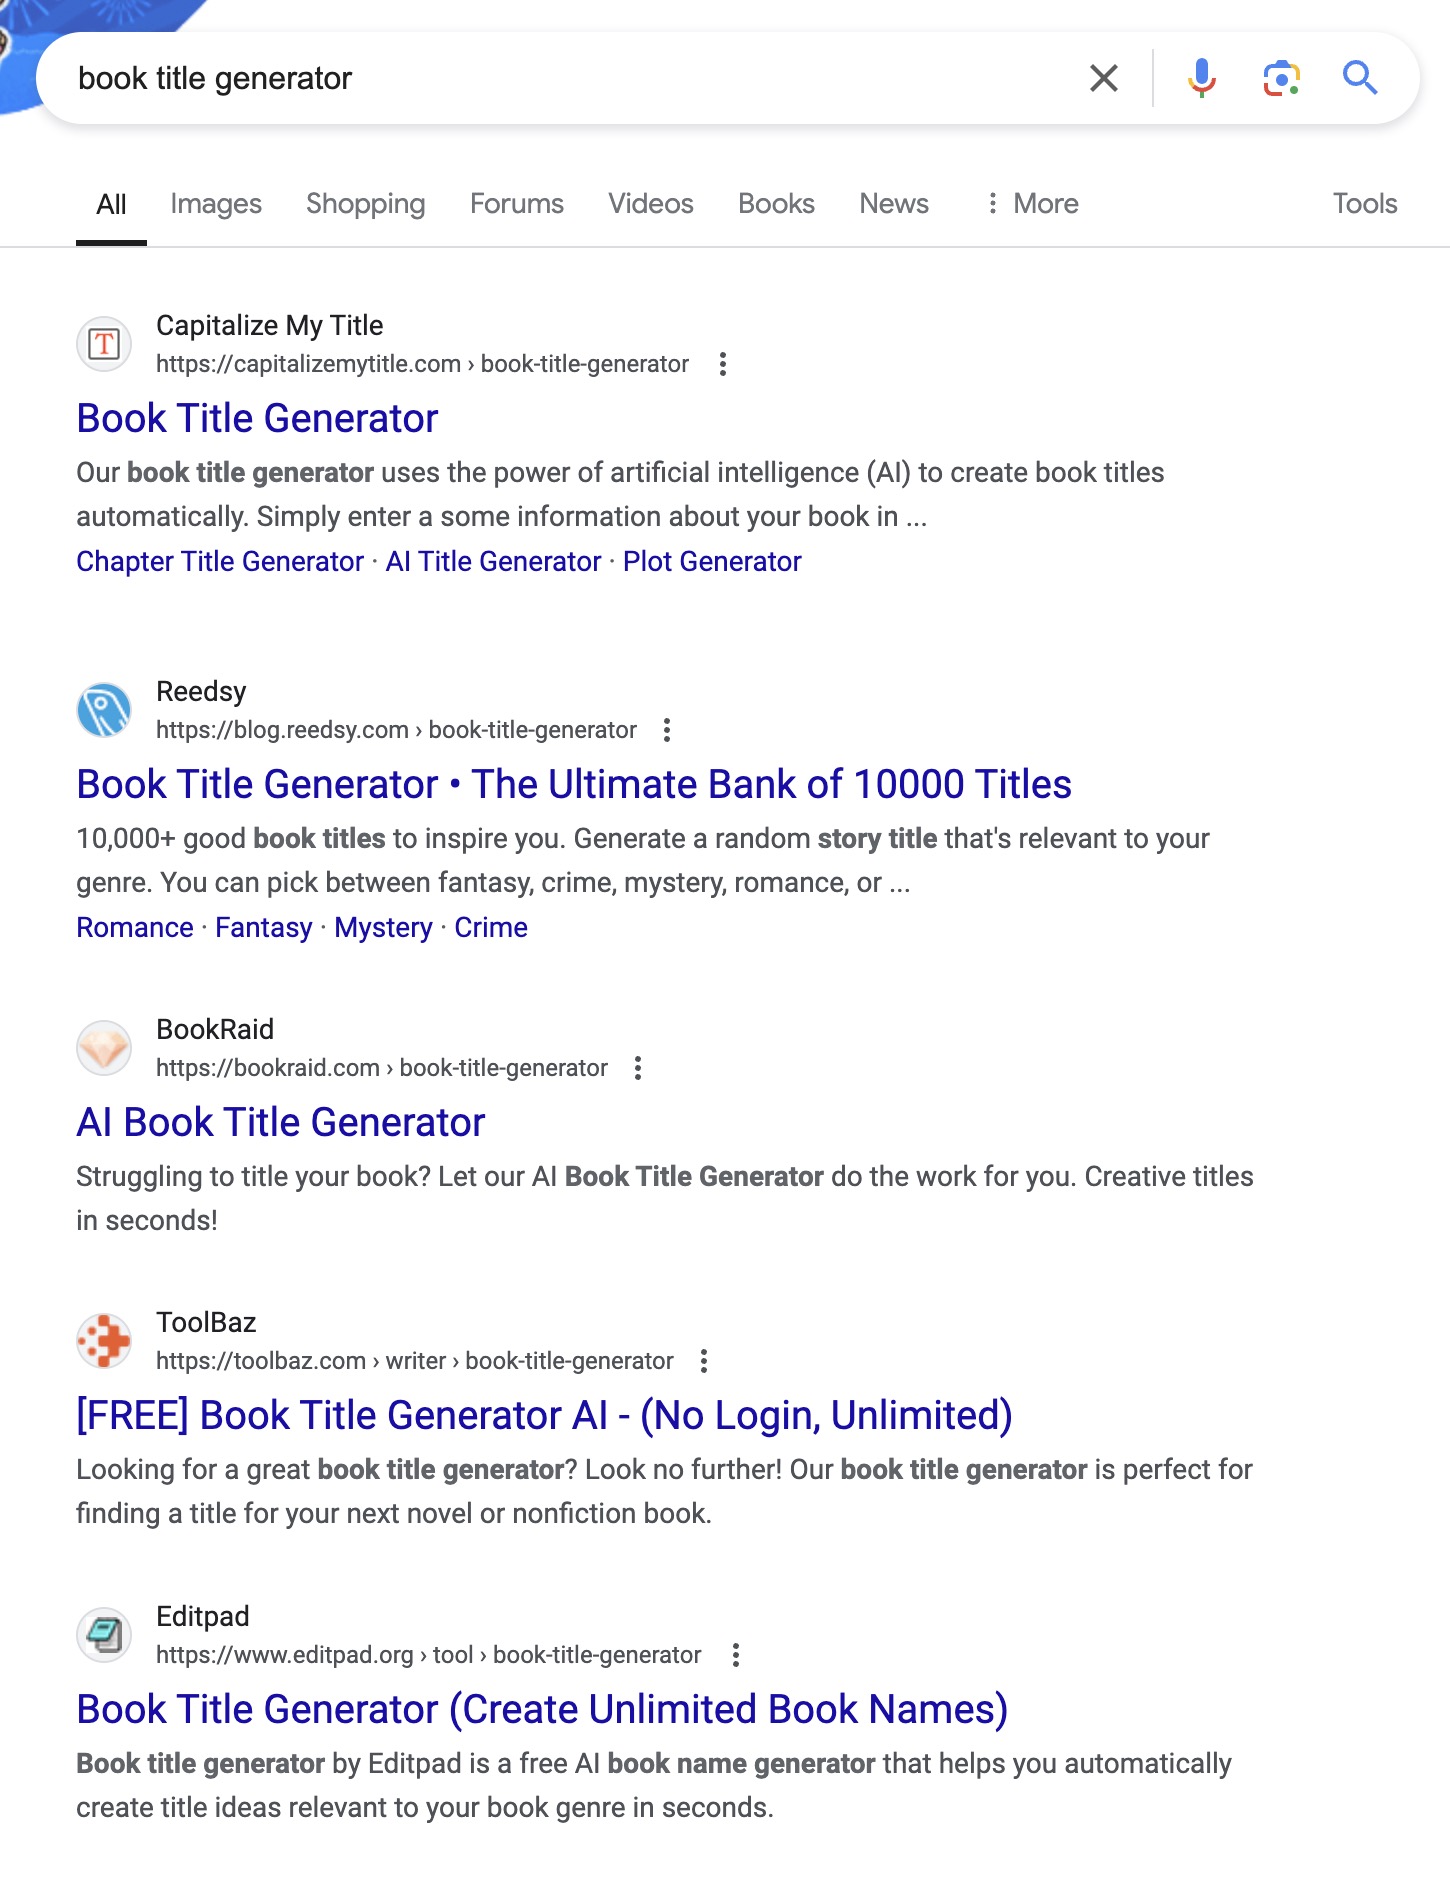 book title generator
All Images Shopping Forums Videos Books News More Tools
Capitalize My Title
https://capitalizemytitle.com › book-title-generator
Book Title Generator
Our book title generator uses the power of artificial intelligence (AI) to create book titles
automatically. Simply enter a some information about your book in ...
Chapter Title Generator · AI Title Generator · Plot Generator
Reedsy
https://blog.reedsy.com › book-title-generator
Book Title Generator • The Ultimate Bank of 10000 Titles
10,000+ good book titles to inspire you. Generate a random story title that's relevant to your
genre. You can pick between fantasy, crime, mystery, romance, or ...
Romance · Fantasy · Mystery · Crime
BookRaid
https://bookraid.com › book-title-generator
AI Book Title Generator
Struggling to title your book? Let our AI Book Title Generator do the work for you. Creative titles
in seconds!
ToolBaz
https://toolbaz.com › writer › book-title-generator
[FREE] Book Title Generator AI - (No Login, Unlimited)
Looking for a great book title generator? Look no further! Our book title generator is perfect for
finding a title for your next novel or nonfiction book.
Editpad
https://www.editpad.org › tool › book-title-generator
Book Title Generator (Create Unlimited Book Names)
Book title generator by Editpad is a free AI book name generator that helps you automatically
create title ideas relevant to your book genre in seconds.